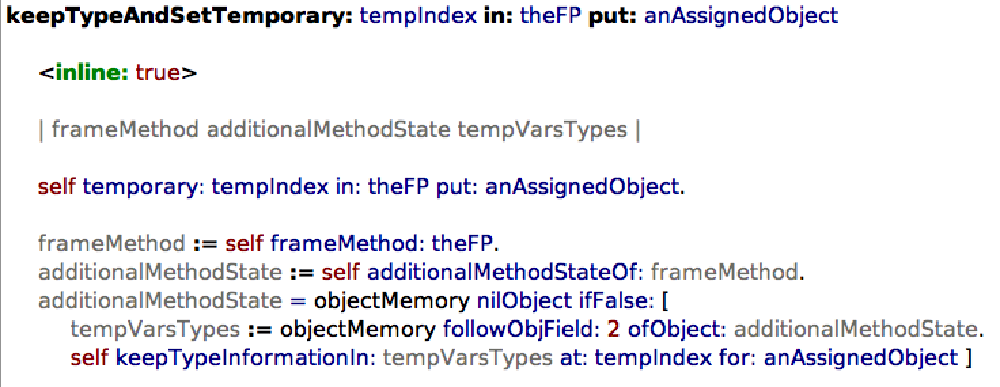 keepTypeAndSetTemporary: tempIndex in: theFP put: anAssignedObject
<inline: true>
| frameMethod additionalMethodState tempVarsTypes |
self temporary: tempIndex in: theFP put: anAssignedObject.
frameMethod := self frameMethod: theFP.
additionalMethodState := self additionalMethodStateOf: frameMethod.
additionalMethodState = objectMemory nilObject ifFalse: [
tempVarsTypes := objectMemory followObjField: 2 ofObject: additionalMethodState.
self keepTypeInformationIn: tempVarsTypes at: tempIndex for: anAssignedObject ]